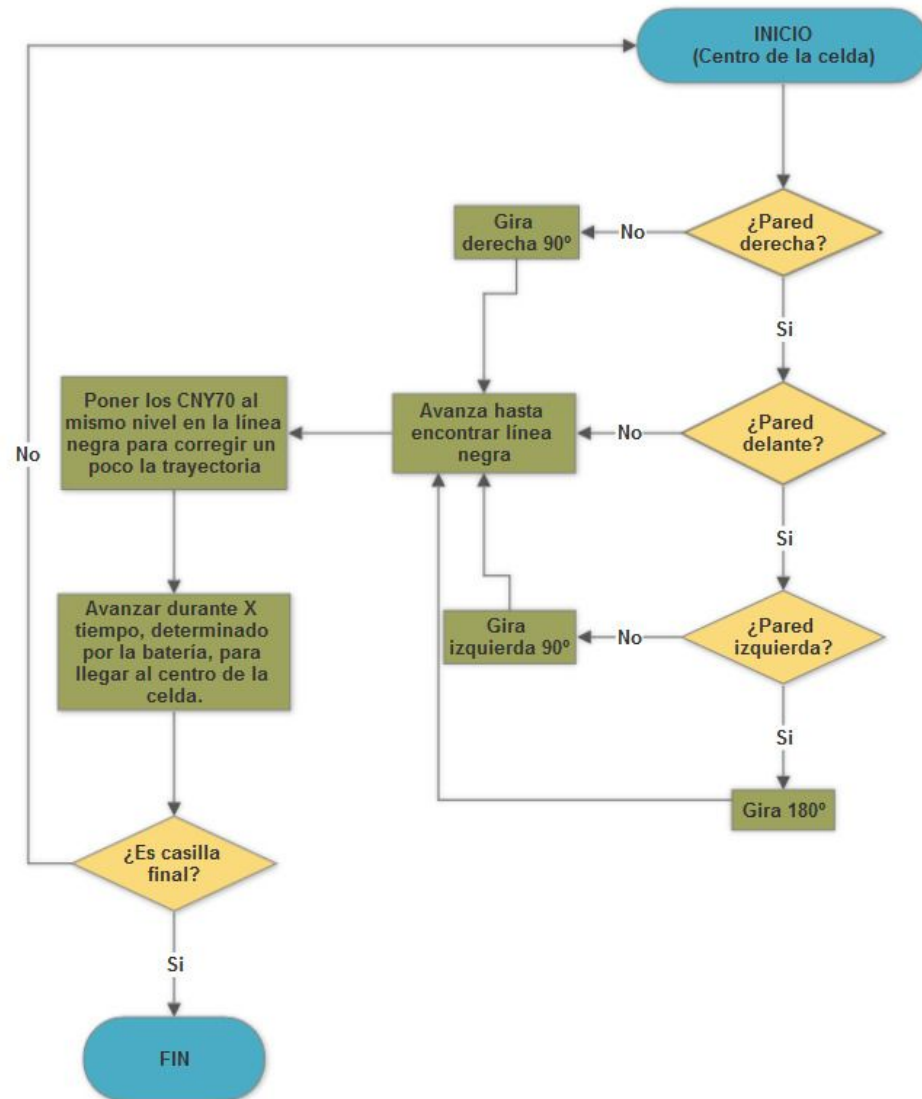 INICIO
(Centro de la celda)
¿Pared
derecha?
No
Gira
derecha 90º
Si
¿Pared
delante?
No
Avanza hasta
encontrar línea
negra
Poner los CNY70 al
mismo nivel en la línea
negra para corregir un
poco la trayectoria
No
Si
¿Pared
izquierda?
No
Gira
izquierda 90º
Avanzar durante X
tiempo, determinado
por la batería, para
llegar al centro de la
celda.
Si
Gira 180º
¿Es casilla
final?
Si
FIN